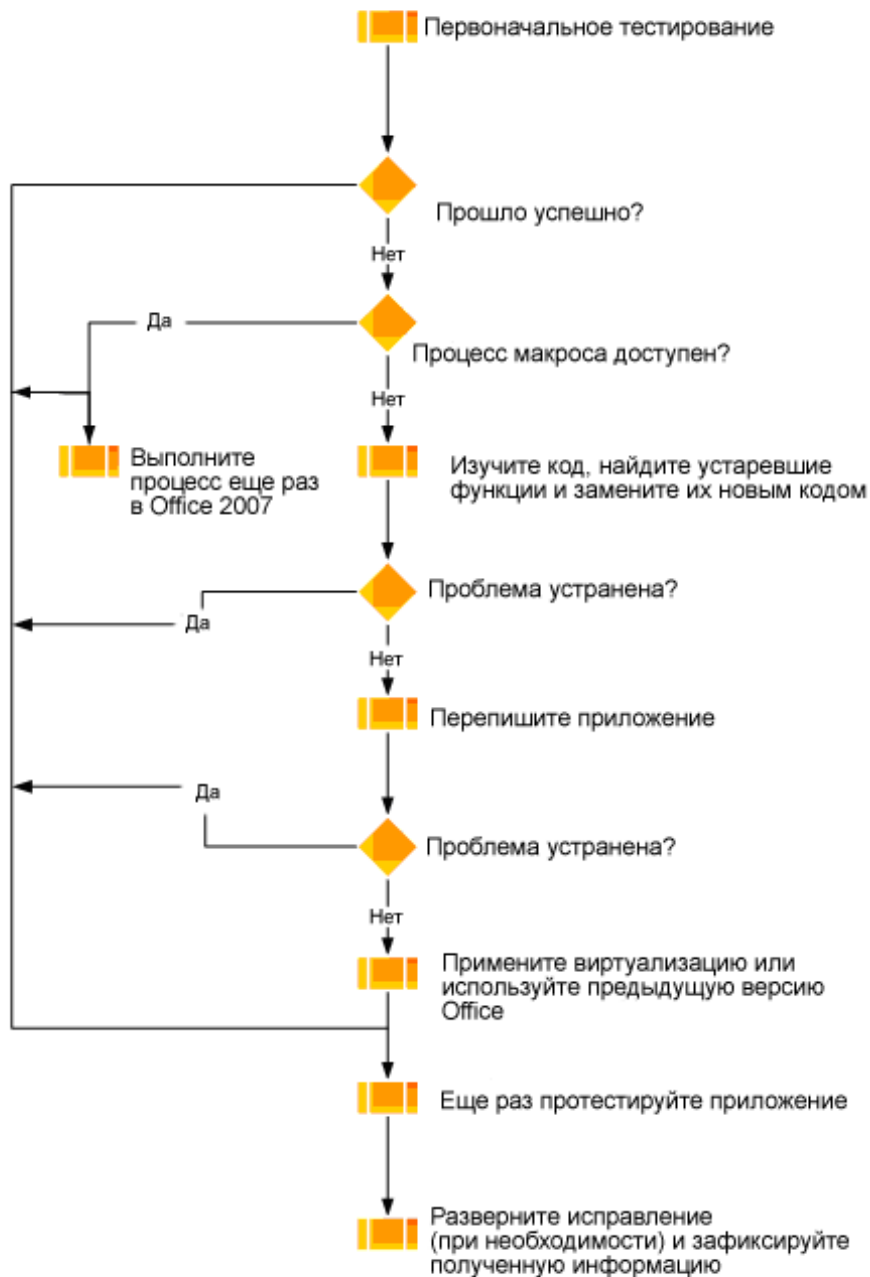 Первоначальное тестирование
Прошло успешно?
Нет
Да
Процесс макроса доступен?
Нет
Выполните
процесс еще раз
в Office 2007
Изучите код, найдите устаревшие
функции и замените их новым кодом
Проблема устранена?
Да
Нет
Перепишите приложение
Да
Проблема устранена?
Нет
Примените виртуализацию или
используйте предыдущую версию
Office
Еще раз протестируйте приложение
Разверните исправление
(при необходимости) и зафиксируйте
полученную информацию